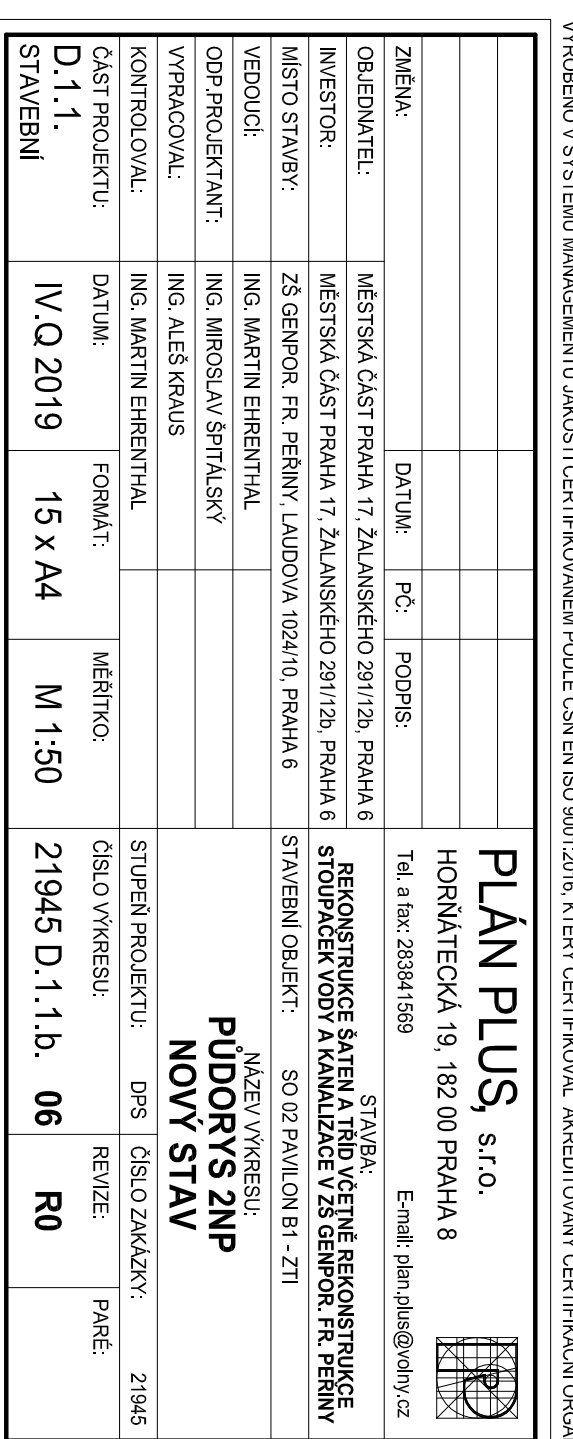 VYROBENO V SYSTÉMU MANAGEMENTU JAKOSTI CERTIFIKOVANÉM PODLE ČSN EN ISO 9001:2016, KTERÝ CERTIFIKOVAL AKREDITOVANÝ CERTIFIKAČNÍ
PLÁN PLUS, s.r.o.
HORŇÁTECKÁ 19, 182 00 PRAHA 8
ZMĚNA: DATUM: PČ: PODPIS:
Tel. a fax: 283841569 E-mail: plan.plus@volny.cz
OBJEDNATEL: MĚSTSKÁ ČÁST PRAHA 17, ŽALANSKÉHO 291/12b, PRAHA 6
INVESTOR: MĚSTSKÁ ČÁST PRAHA 17, ŽALANSKÉHO 291/12b, PRAHA 6
STAVBA:
REKONSTRUKCE ŠATEN A TŘÍD VČETNĚ REKONSTRUKCE
STOUPAČEK VODY A KANALIZACE V ZŠ GENPOR. FR. PEŘINY
MÍSTO STAVBY: ZŠ GENPOR. FR. PEŘINY, LAUDOVA 1024/10, PRAHA 6
STAVEBNÍ OBJEKT: SO 02 PAVILON B1 - ZTI
VEDOUCÍ: ING. MARTIN EHRENTHAL
ODP.PROJEKTANT: ING. MIROSLAV ŠPITÁLSKÝ
VYPRACOVAL: ING. ALEŠ KRAUS
NÁZEV VÝKRESU:
PŮDORYS 2NP
NOVÝ STAV
KONTROLOVAL: ING. MARTIN EHRENTHAL
STUPEŇ PROJEKTU: DPS ČÍSLO ZAKÁZKY: 21945
ČÁST PROJEKTU: DATUM: FORMÁT: MĚŘÍTKO: ČÍSLO VÝKRESU: REVIZE: PARÉ:
D.1.1. IV.Q 2019 15 x A4 M 1:50 21945 D.1.1.b. 06 R0
STAVEBNÍ